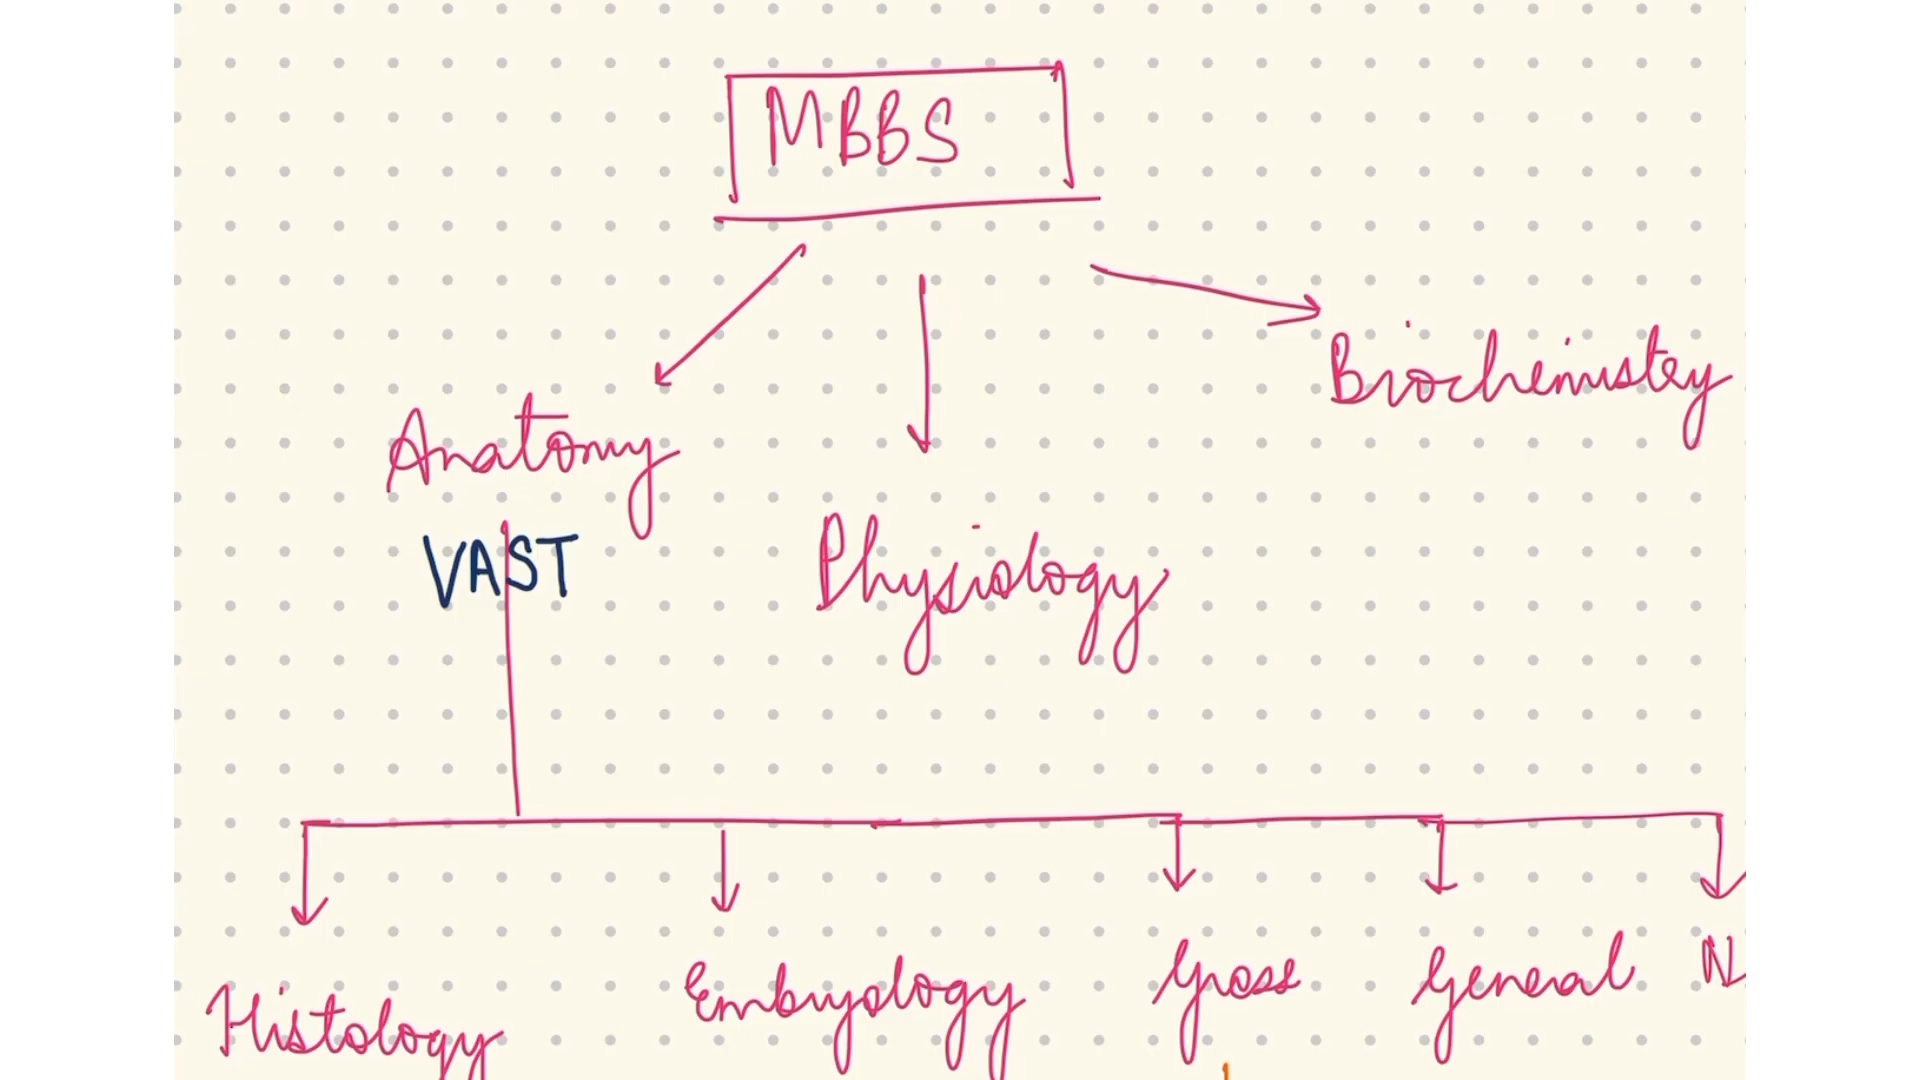 MBBS
Anatomy
Biochemistry
VAST
Physiology
Histology
Embryology
Gross
General
N